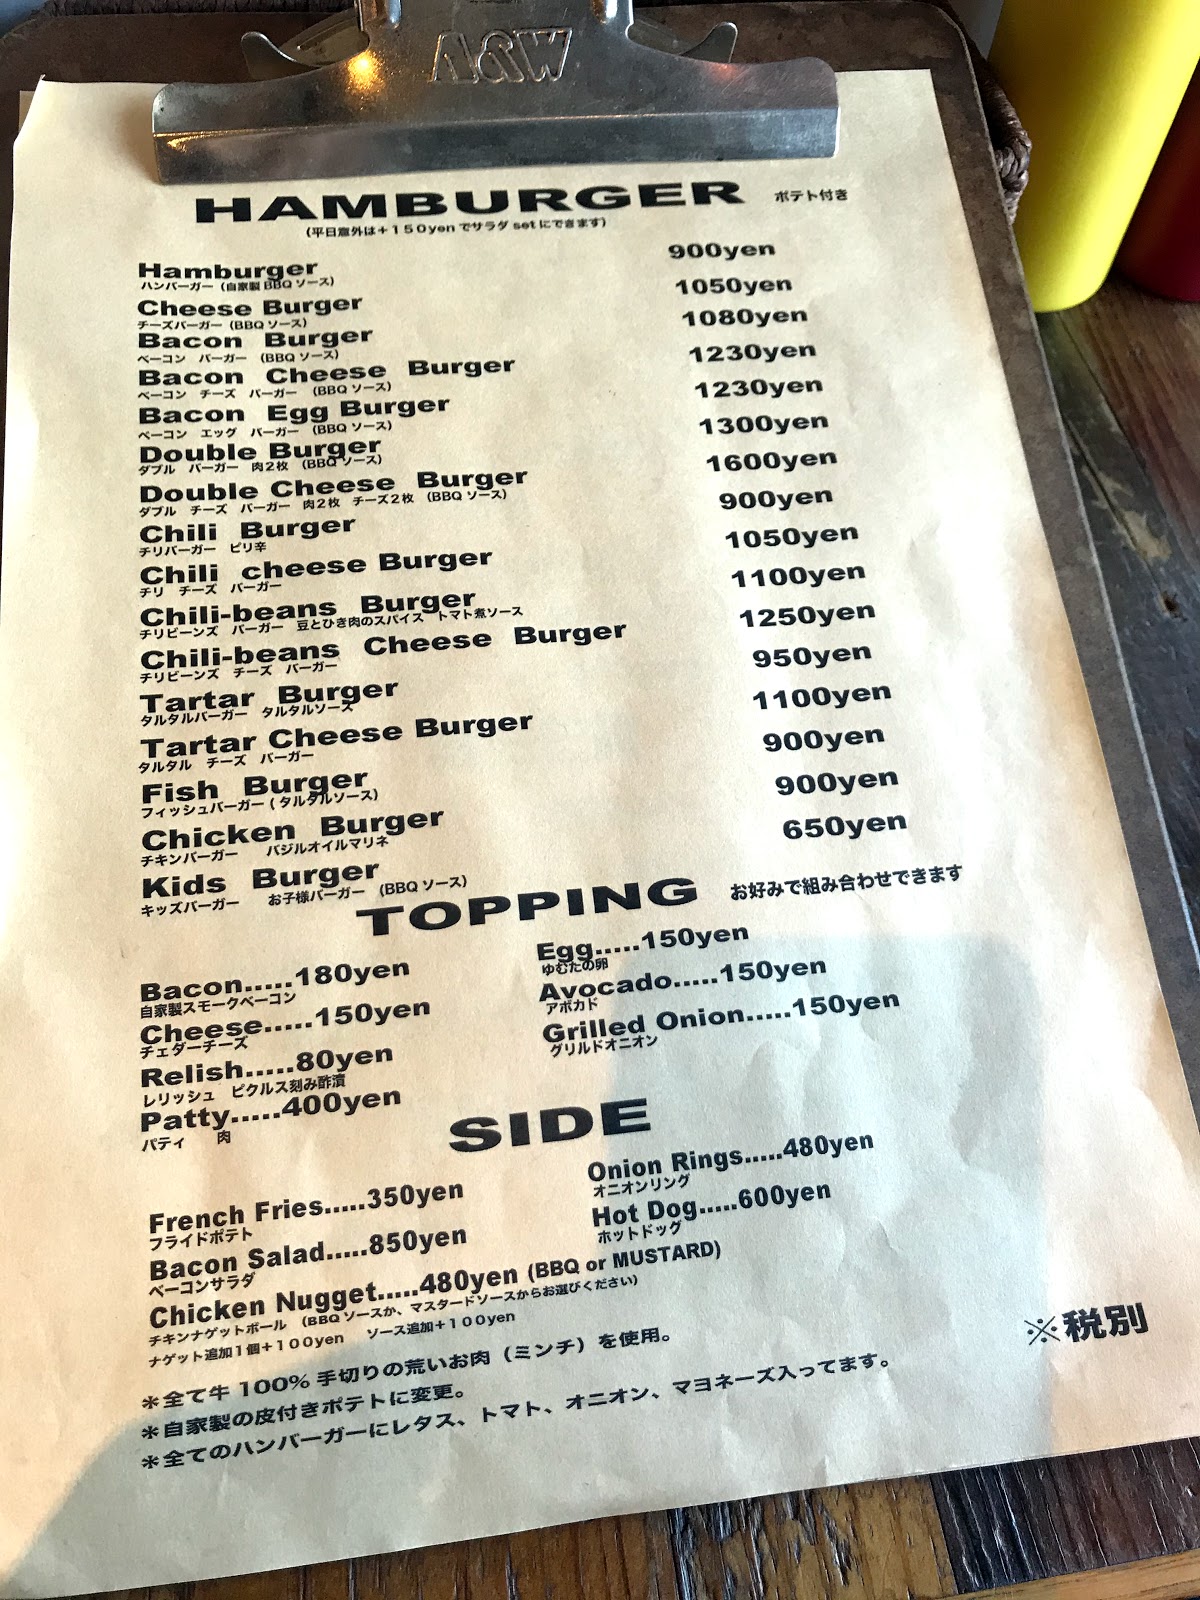 A&W
HAMBURGER ポテト付き
(平日意外は+150yenでサラダsetにできます)
Hamburger 900yen
ハンバーガー (自家製BBQソース)
Cheese Burger 1050yen
チーズバーガー (BBQソース)
Bacon Burger 1080yen
ベーコン バーガー (BBQソース)
Bacon Cheese Burger 1230yen
ベーコン チーズ バーガー (BBQソース)
Bacon Egg Burger 1230yen
ベーコン エッグ バーガー (BBQソース)
Double Burger 1300yen
ダブル バーガー 肉2枚 (BBQソース)
Double Cheese Burger 1600yen
ダブル チーズ バーガー 肉2枚 チーズ2枚 (BBQソース)
Chili Burger 900yen
チリバーガー ピリ辛
Chili cheese Burger 1050yen
チリ チーズ バーガー
Chili-beans Burger 1100yen
チリビーンズ バーガー 豆とひき肉のスパイス トマト煮ソース
Chili-beans Cheese Burger 1250yen
チリビーンズ チーズ バーガー
Tartar Burger 950yen
タルタルバーガー タルタルソース
Tartar Cheese Burger 1100yen
タルタル チーズ バーガー
Fish Burger 900yen
フィッシュバーガー(タルタルソース)
Chicken Burger 900yen
チキンバーガー バジルオイルマリネ
Kids Burger 650yen
キッズバーガー お子様バーガー (BBQソース)
TOPPING お好みで組み合わせできます
Bacon.....180yen
自家製スモークベーコン
Cheese.....150yen
チェダーチーズ
Relish.....80yen
レリッシュ ピクルス刻み酢漬
Patty.....400yen
パティ 肉
Egg.....150yen
ゆむたの卵
Avocado.....150yen
アボカド
Grilled Onion.....150yen
グリルドオニオン
SIDE
French Fries.....350yen
フライドポテト
Onion Rings.....480yen
オニオンリング
Bacon Salad.....850yen
ベーコンサラダ
Hot Dog.....600yen
ホットドッグ
Chicken Nugget.....480yen (BBQ or MUSTARD)
チキンナゲットボール (BBQソースか、マスタードソースからお選びください)
ナゲット追加1個+100yen ソース追加+100yen
※税別
*全て牛100%手切りの荒いお肉(ミンチ)を使用。
*自家製の皮付きポテトに変更。
*全てのハンバーガーにレタス、トマト、オニオン、マヨネーズ入ってます。